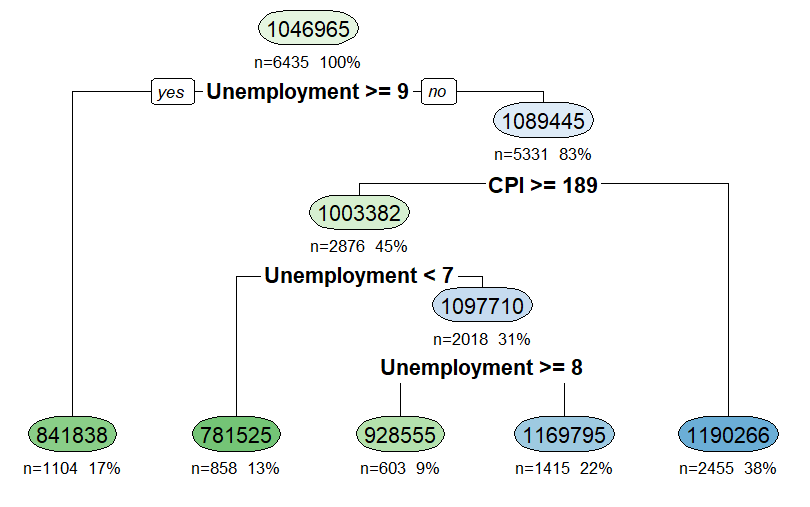 1046965
n=6435 100%
yes Unemployment >= 9 no
1089445
n=5331 83%
CPI >= 189
1003382
n=2876 45%
Unemployment < 7
1097710
n=2018 31%
Unemployment >= 8
841838 781525 928555 1169795 1190266
n=1104 17% n=858 13% n=603 9% n=1415 22% n=2455 38%